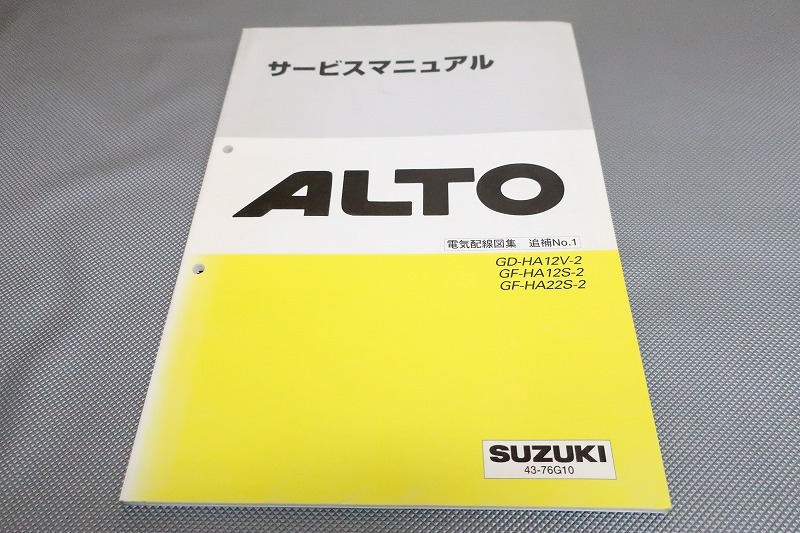 サービスマニュアル
ALTO
電気配線図集 追補No.1
GD-HA12V-2
GF-HA12S-2
GF-HA22S-2
SUZUKI
43-76G10